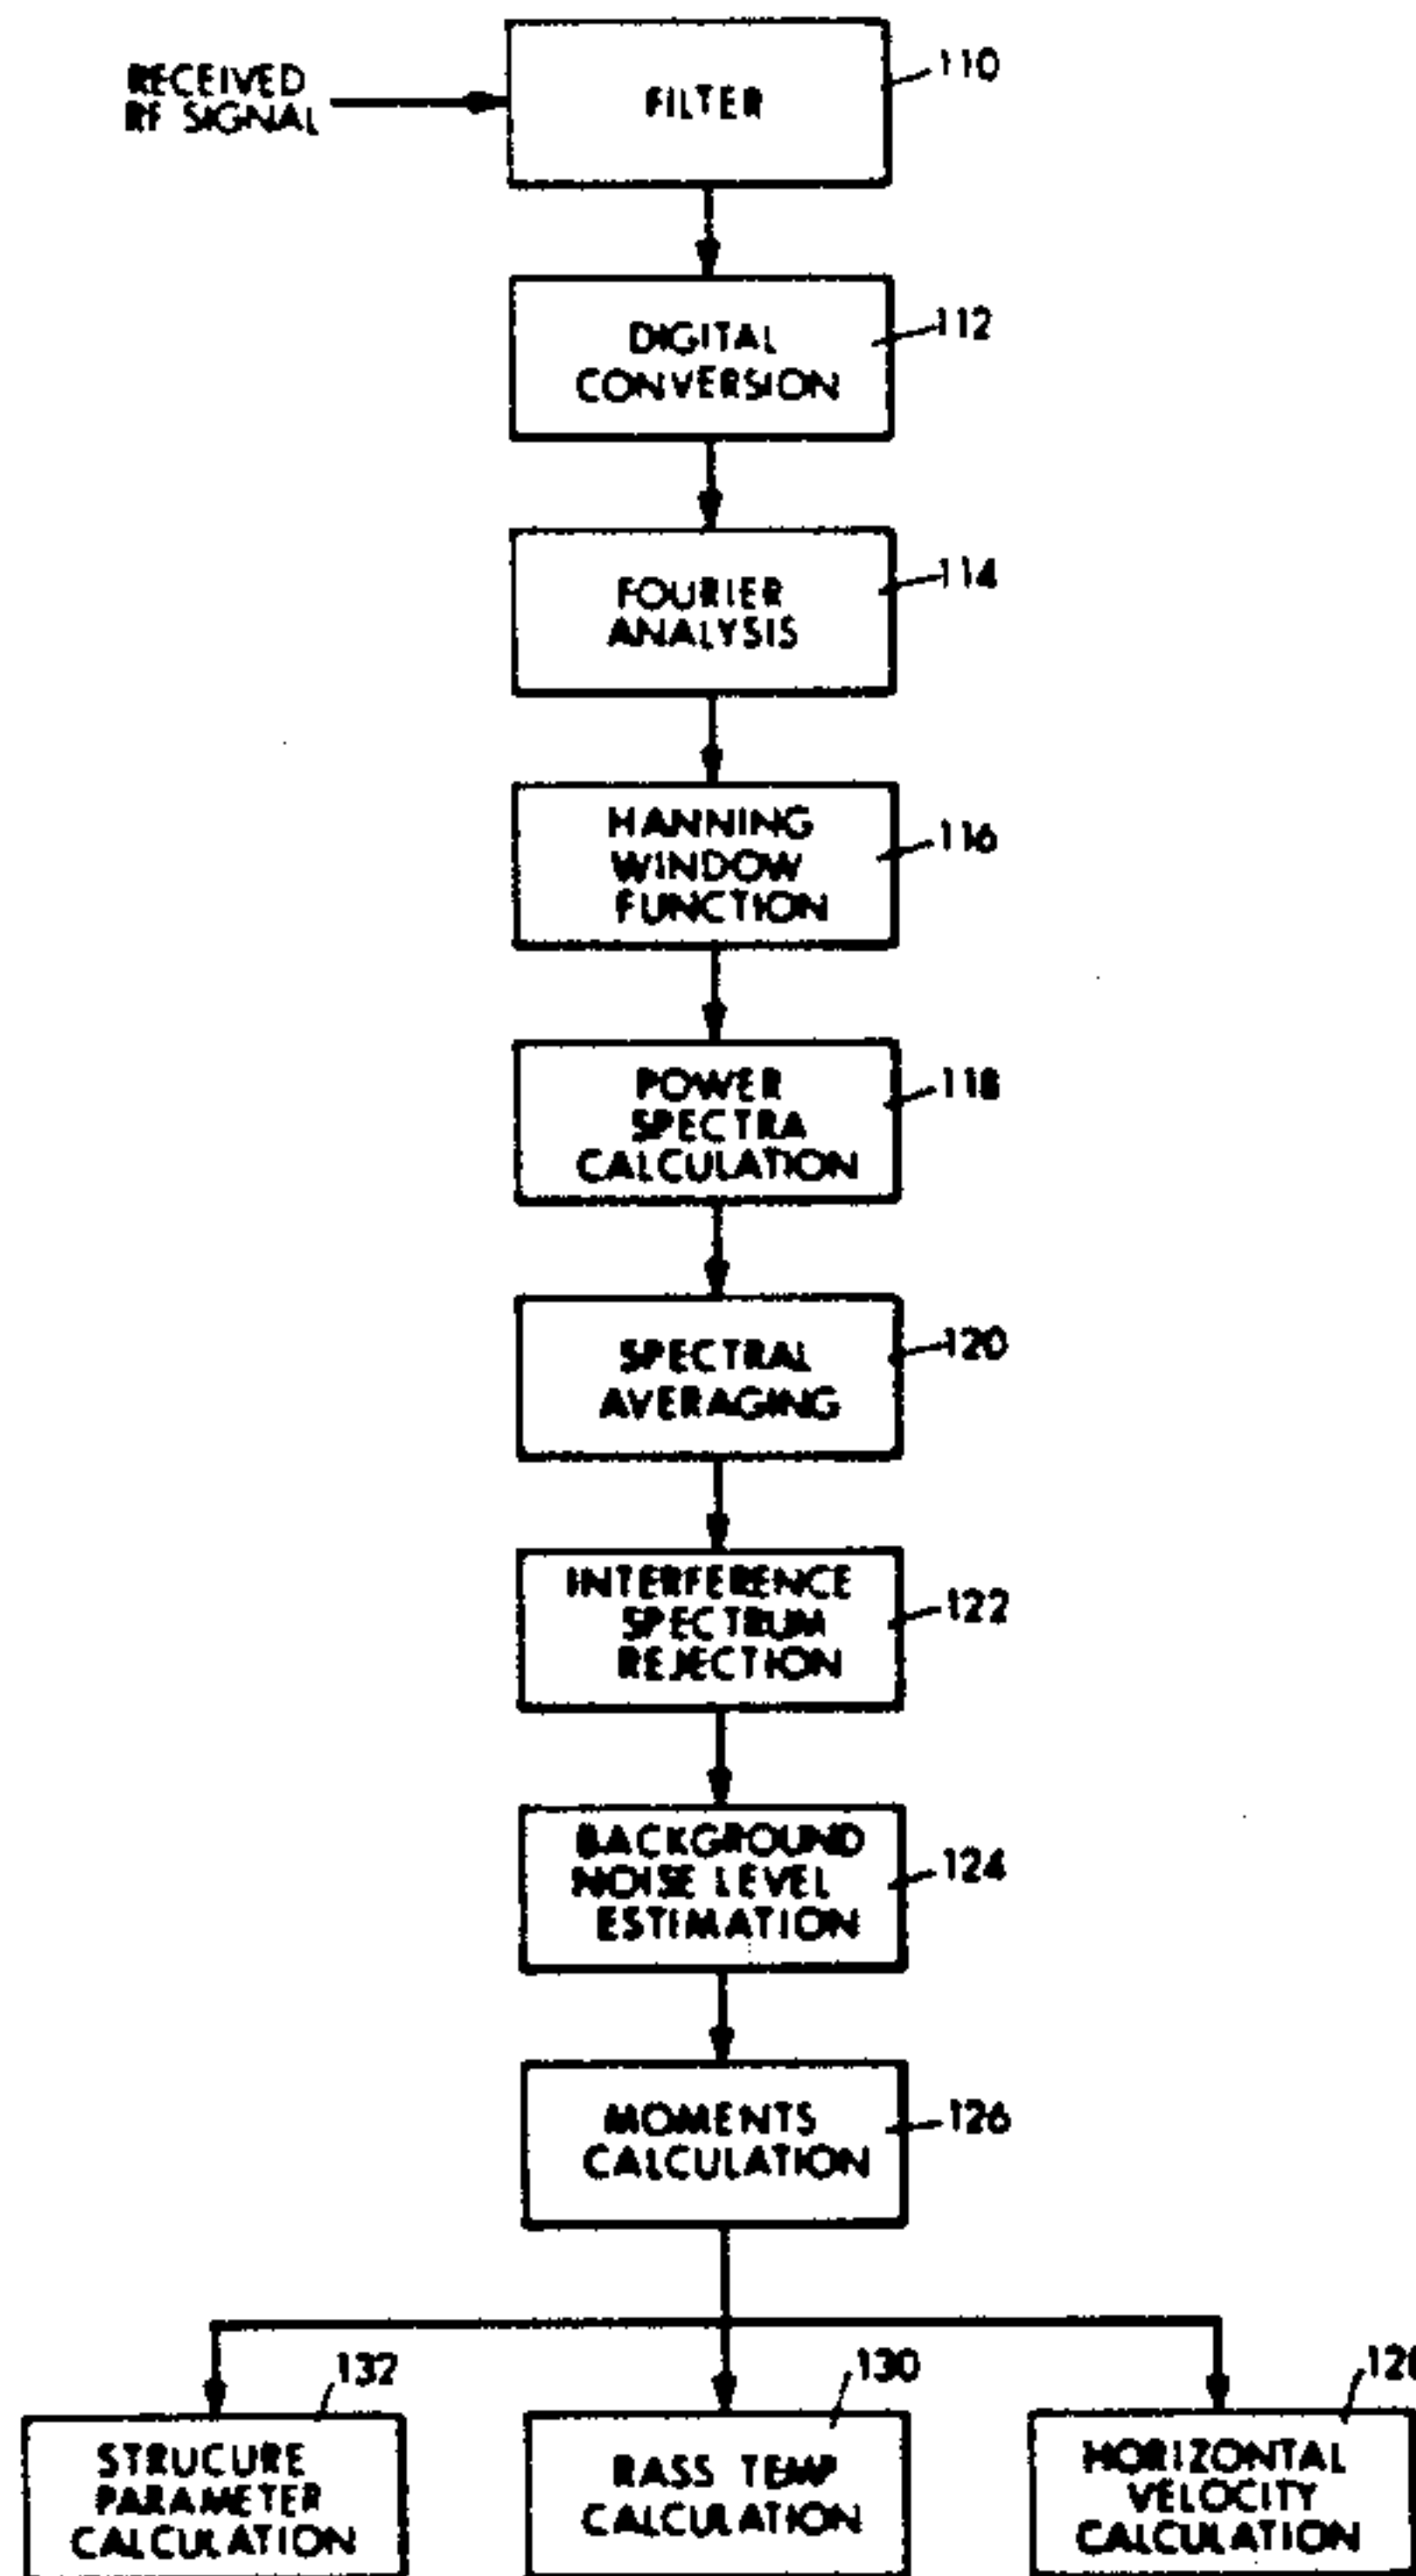 RECEIVED
RF SIGNAL
FILTER
110
DIGITAL
CONVERSION
112
FOURIER
ANALYSIS
114
HANNING
WINDOW
FUNCTION
116
POWER
SPECTRA
CALCULATION
118
SPECTRAL
AVERAGING
120
INTERFERENCE
SPECTRUM
REJECTION
122
BACKGROUND
NOISE LEVEL
ESTIMATION
124
MOMENTS
CALCULATION
126
132
STRUCURE
PARAMETER
CALCULATION
130
RASS TEMP
CALCULATION
HORIZONTAL
VELOCITY
CALCULATION